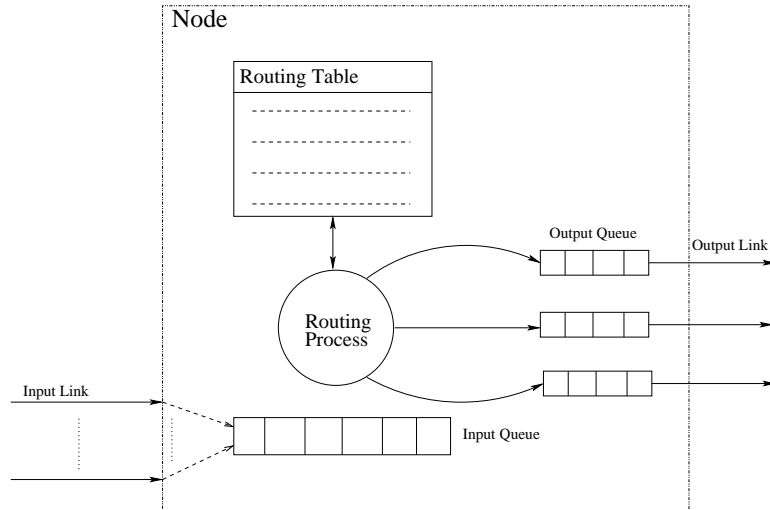 Node
Routing Table
Output Queue
Output Link
Routing
Process
Input Link
Input Queue